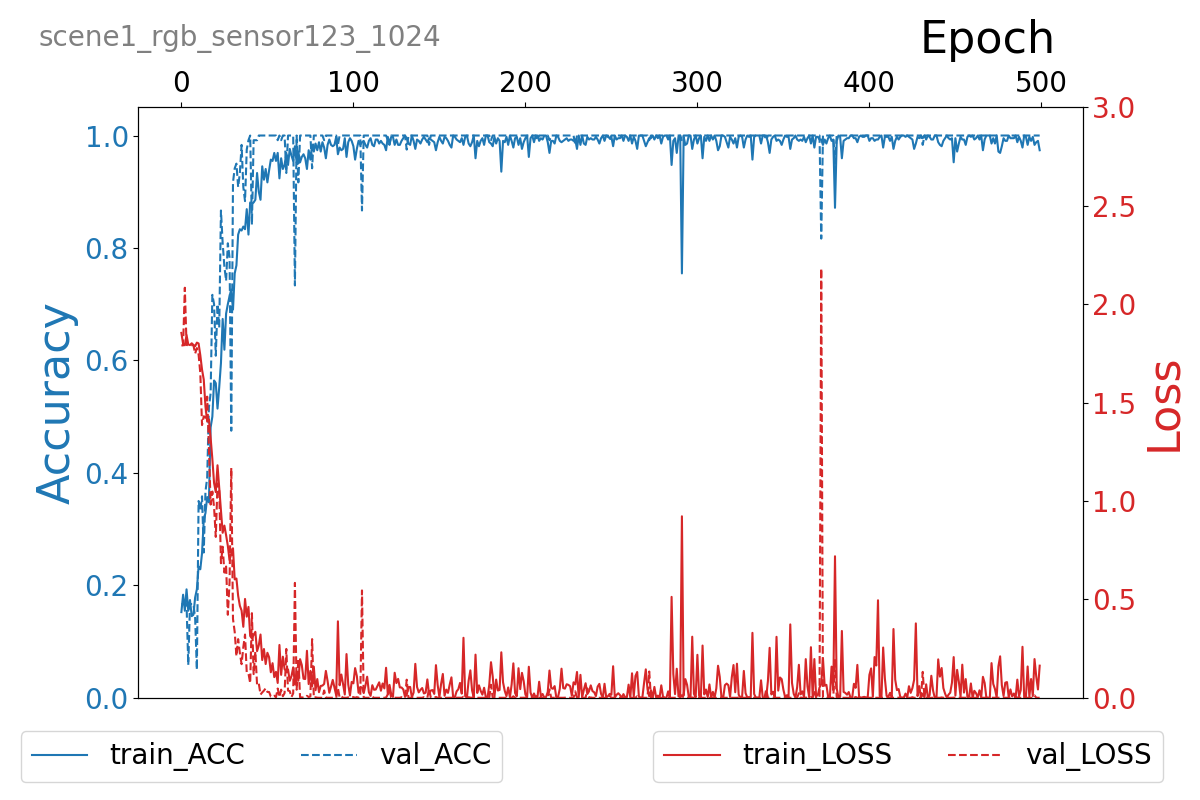 scene1_rgb_sensor123_1024
Epoch
0 100 200 300 400 500
Accuracy
1.0
0.8
0.6
0.4
0.2
0.0
3.0
2.5
2.0
1.5
1.0
0.5
0.0
Loss
train_ACC val_ACC
train_LOSS val_LOSS